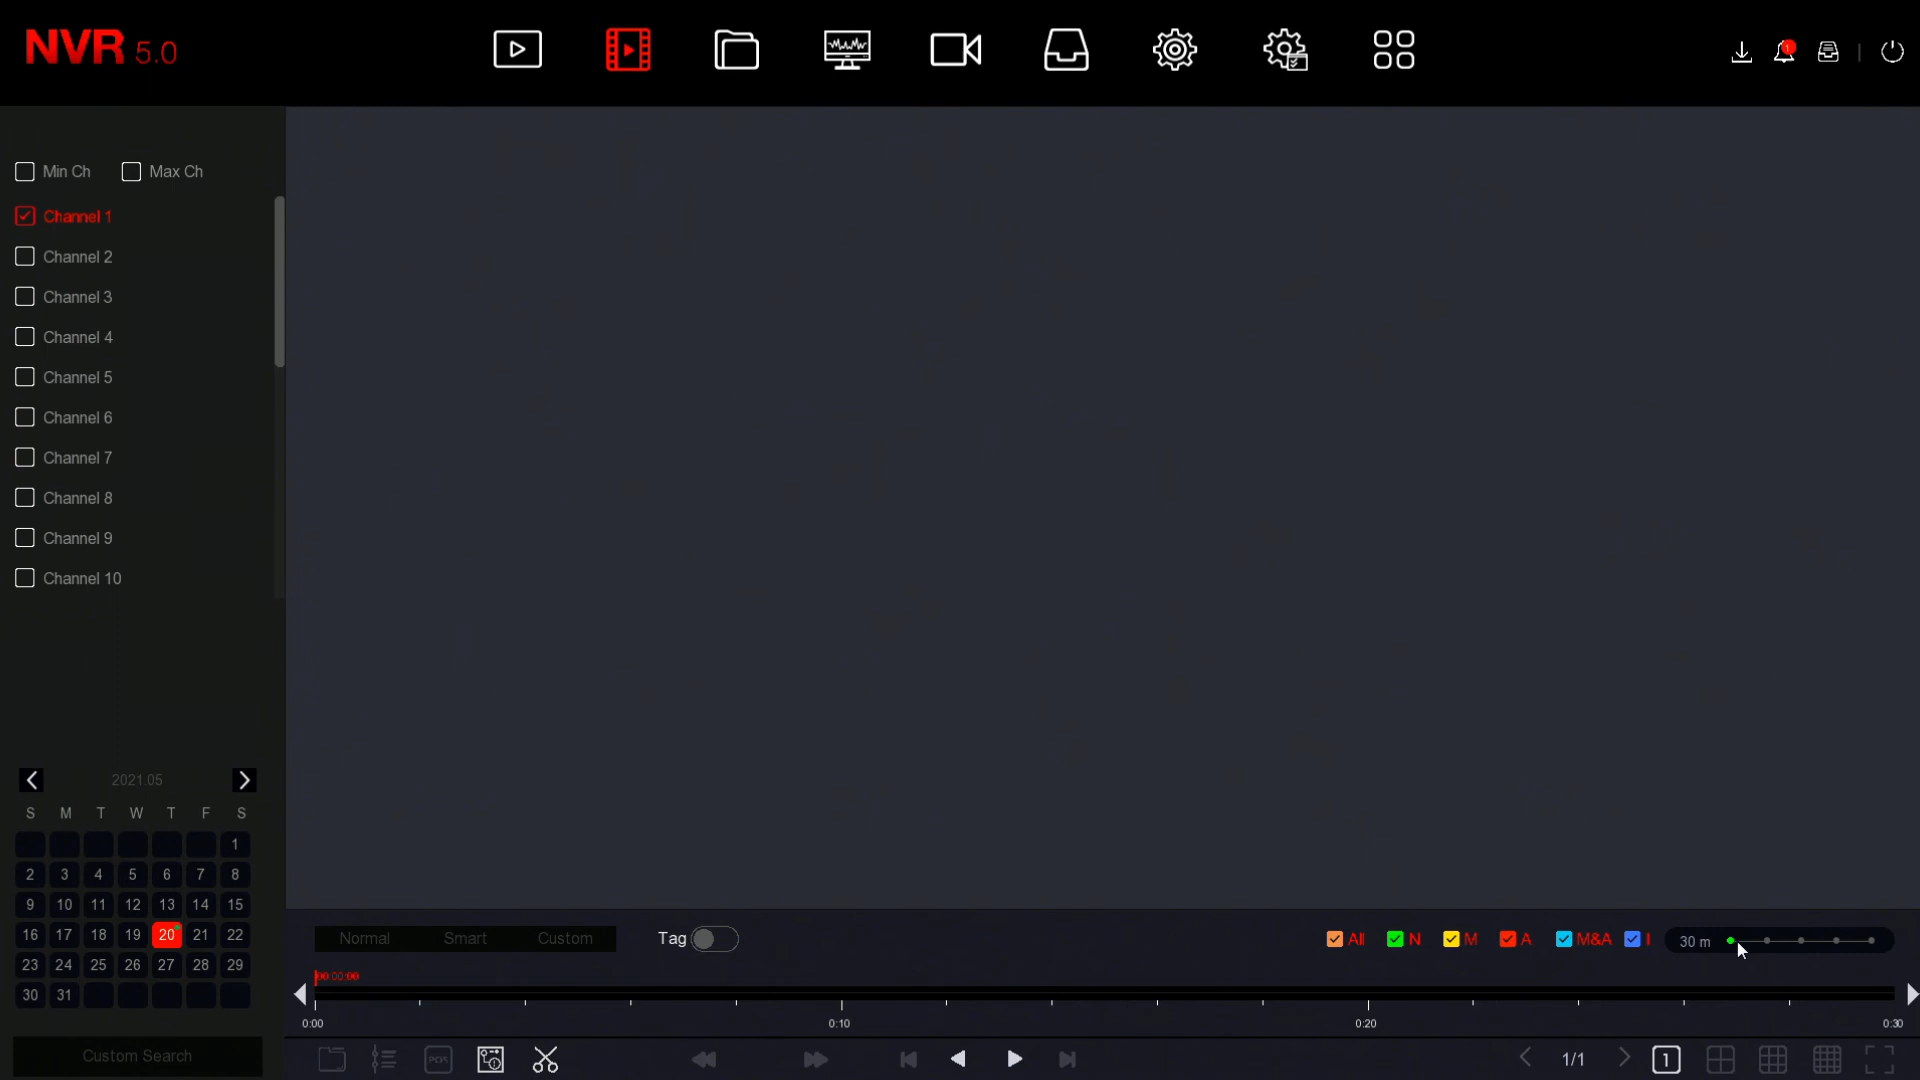 NVR 5.0
1
Min Ch Max Ch
Channel 1
Channel 2
Channel 3
Channel 4
Channel 5
Channel 6
Channel 7
Channel 8
Channel 9
Channel 10
2021.05
S M T W T F S
1
2 3 4 5 6 7 8
9 10 11 12 13 14 15
16 17 18 19 20 21 22
23 24 25 26 27 28 29
30 31
Custom Search
Normal Smart Custom Tag All N M A M&A I 30 m
00:00:00
0:00 0:10 0:20 0:30
POS 1/1 1